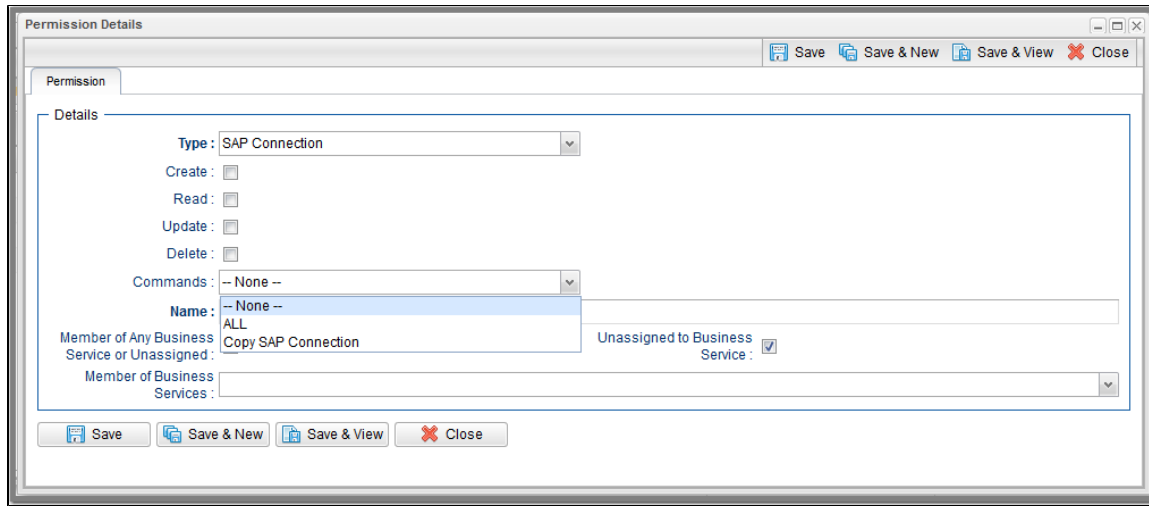 Permission Details
Save Save & New Save & View Close
Permission
Details
Type : SAP Connection
Create :
Read :
Update :
Delete :
Commands : -- None --
Name : -- None --
ALL
Copy SAP Connection
Member of Any Business
Service or Unassigned :
Unassigned to Business
Service :
Member of Business
Services :
Save Save & New Save & View Close